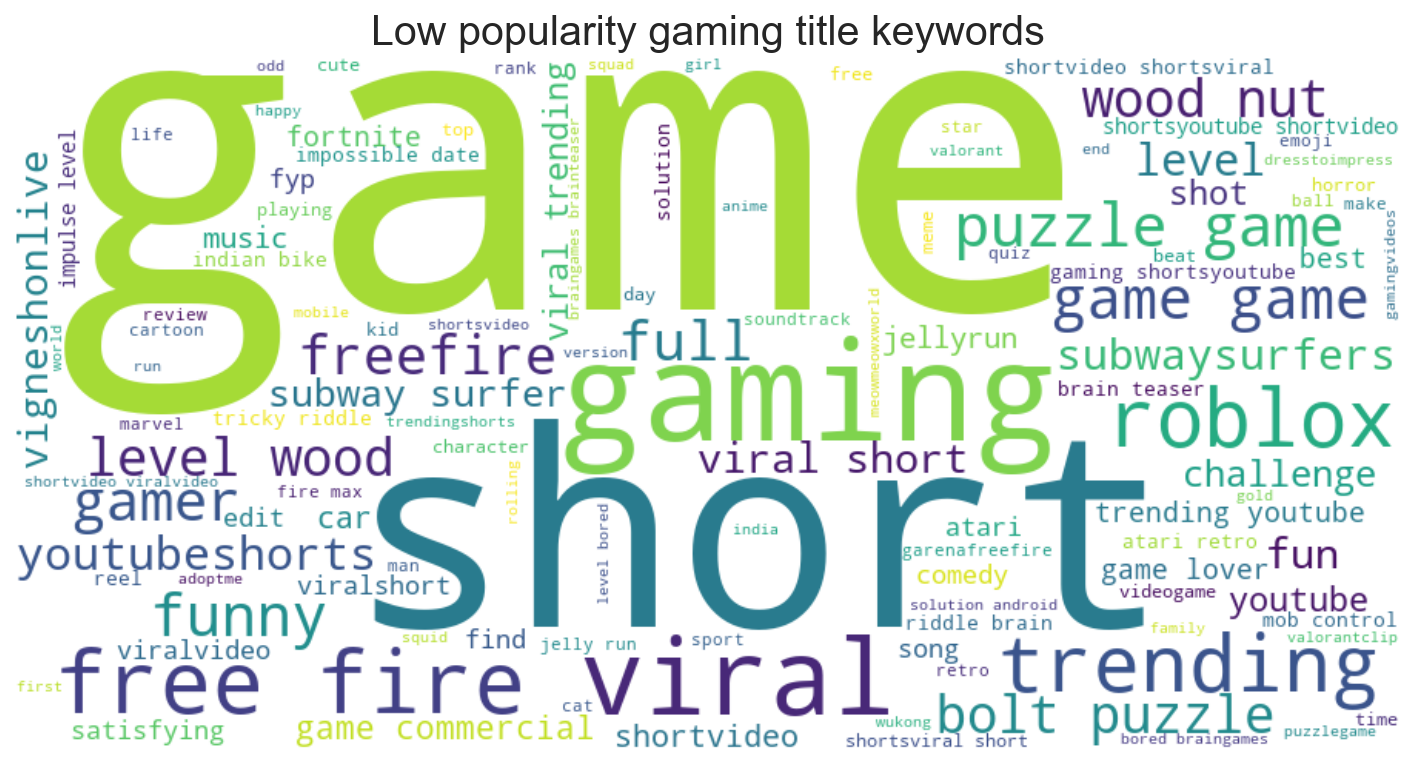 Low popularity gaming title keywords
odd
cute
rank
squad
girl
free
shortvideo shortsviral
game
happy
life
fortnite
top
impossible date
fyp
playing
music
indian bike
impulse level
vigneshonlive
viral trending
braingames brainteaser
solution
anime
star
valorant
meme
wood nut
shortsyoutube shortvideo
end
emoji
level
dresstoimpress
shot
horror
ball
make
puzzle game
quiz
beat
best
gaming shortsyoutube
gamingvideos
game game
review
cartoon
run
world
mobile
kid
day
shortsvideo
version
freefire
full
soundtrack
meowmeowxworld
jellyrun
subwaysurfers
subway surfer
gaming
brain teaser
marvel
tricky riddle
trendingshorts
character
roblox
level wood
viral short
challenge
shortvideo viralvideo
fire max
rolling
short
gold
gamer
edit
car
level bored
india
atari
trending youtube
garenafreefire
atari retro
fun
youtubeshorts
reel
adoptme
man
viralshort
comedy
game lover
videogame
youtube
solution android
riddle brain
mob control
funny
squid
find
jelly run
sport
song
family
valorantclip
viralvideo
free fire
viral
retro
trending
first
cat
satisfying
game commercial
shortvideo
wukong
bolt puzzle
time
shortsviral short
bored braingames
puzzlegame